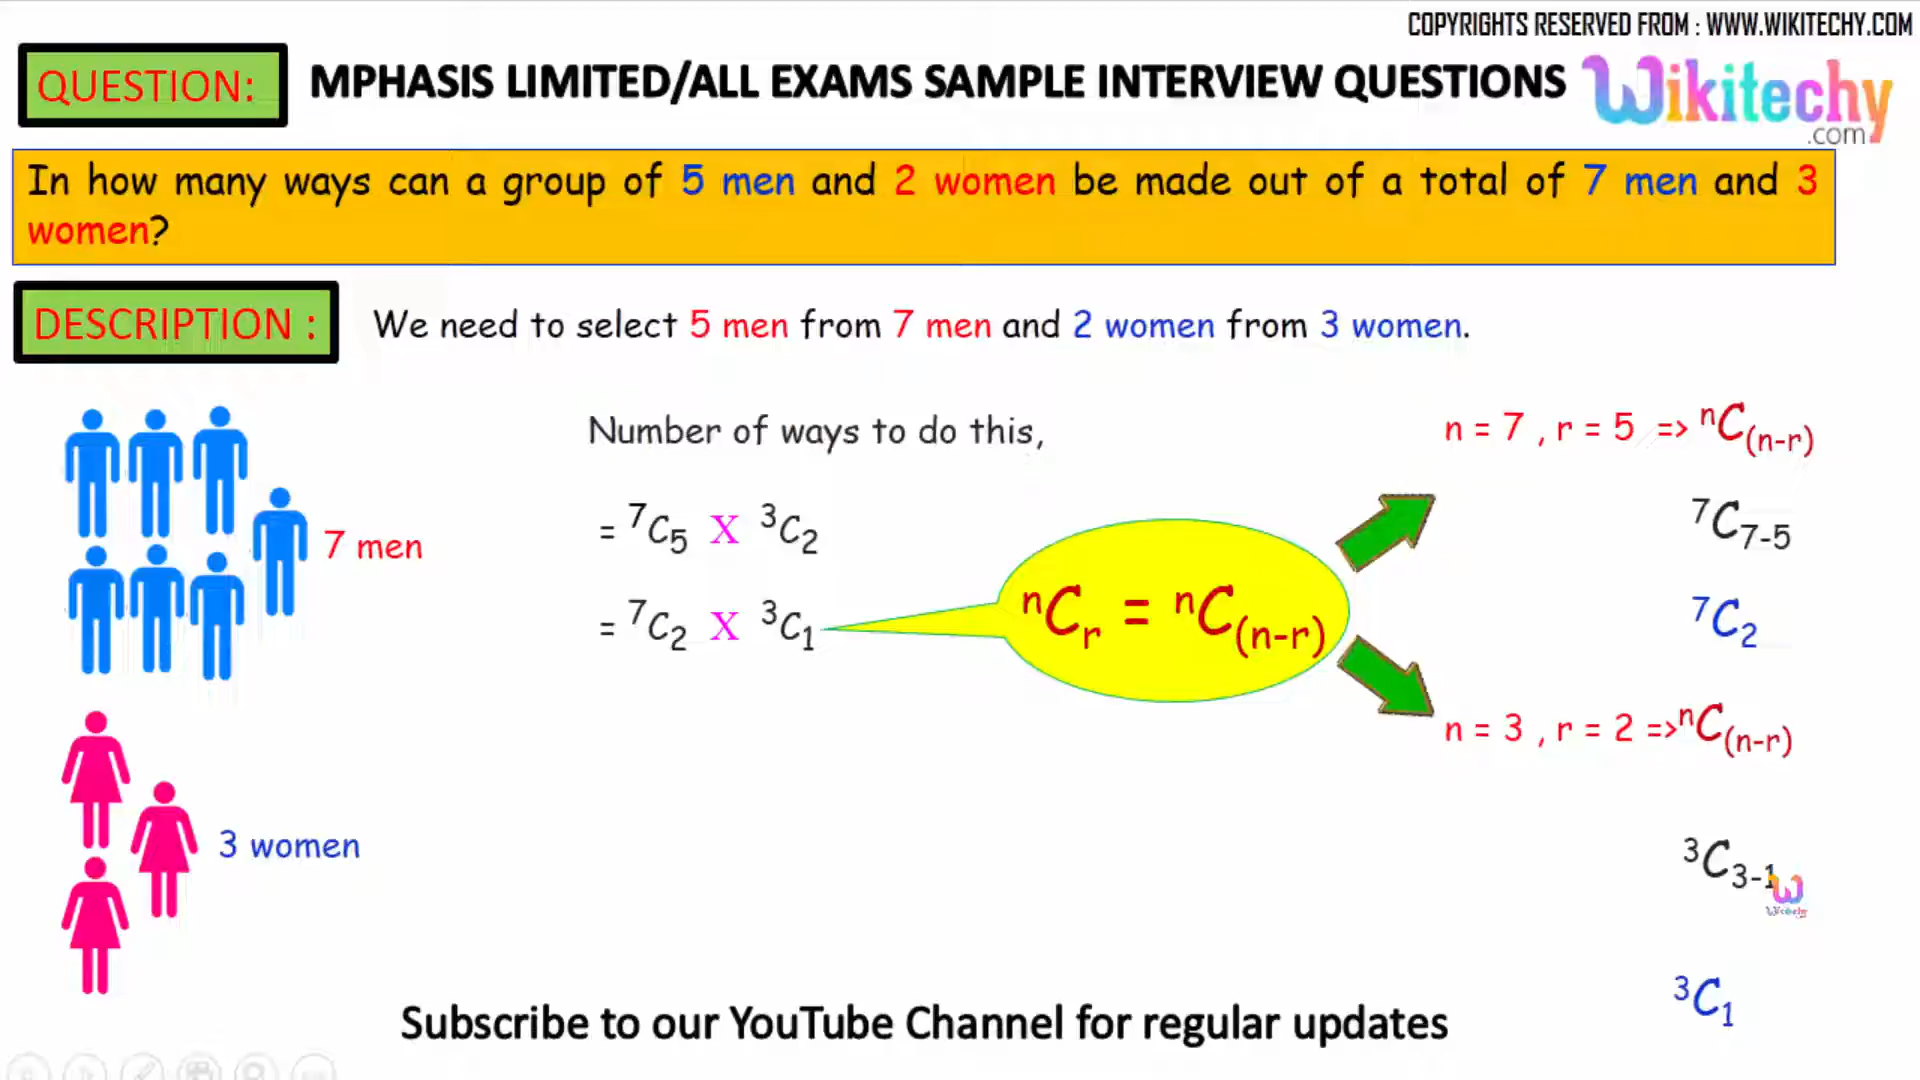 COPYRIGHTS RESERVED FROM : WWW.WIKITECHY.COM
QUESTION:
MPHASIS LIMITED/ALL EXAMS SAMPLE INTERVIEW QUESTIONS
Wikitechy
.com
In how many ways can a group of 5 men and 2 women be made out of a total of 7 men and 3
women?
DESCRIPTION :
We need to select 5 men from 7 men and 2 women from 3 women.
7 men
3 women
Number of ways to do this,
= ⁷C₅ X ³C₂
= ⁷C₂ X ³C₁
ⁿCᵣ = ⁿC₍ₙ₋ᵣ₎
n = 7 , r = 5 => ⁿC₍ₙ₋ᵣ₎
⁷C₇₋₅
⁷C₂
n = 3 , r = 2 =>ⁿC₍ₙ₋ᵣ₎
³C₃₋₁
Wikitechy
³C₁
Subscribe to our YouTube Channel for regular updates